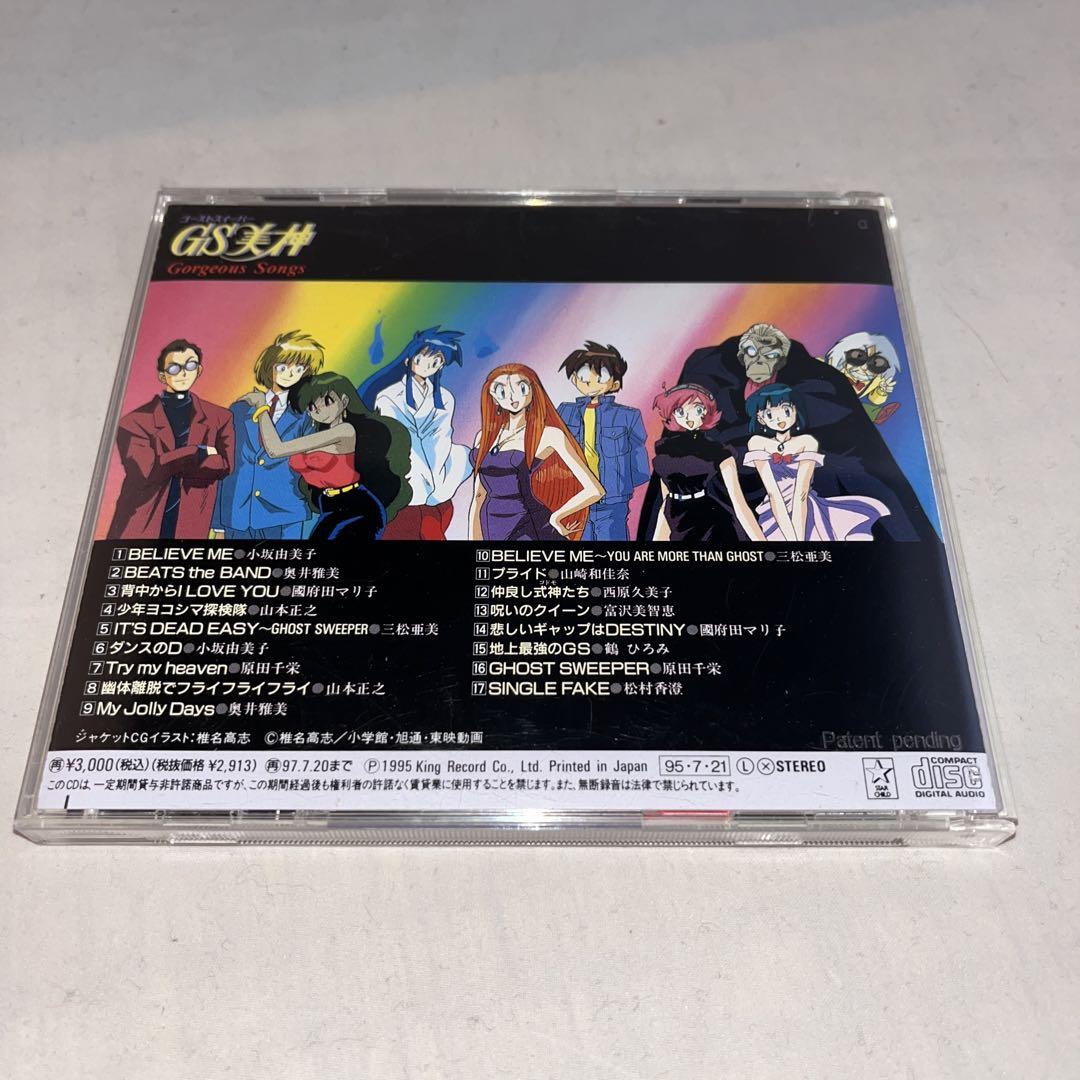 ゴーストスイーパー
GS美神
Gorgeous Songs
1 BELIEVE ME●小坂由美子
2 BEATS the BAND●奥井雅美
3 背中からI LOVE YOU●國府田マリ子
4 少年ヨコシマ探検隊●山本正之
5 IT'S DEAD EASY〜GHOST SWEEPER●三松亜美
6 ダンスのD●小坂由美子
7 Try my heaven●原田千栄
8 幽体離脱でフライフライフライ●山本正之
9 My Jolly Days●奥井雅美
10 BELIEVE ME〜YOU ARE MORE THAN GHOST●三松亜美
11 プライド●山崎和佳奈
コドモ
12 仲良し式神たち●西原久美子
13 呪いのクイーン●富沢美智恵
14 悲しいギャップはDESTINY●國府田マリ子
15 地上最強のGS●鶴 ひろみ
16 GHOST SWEEPER●原田千栄
17 SINGLE FAKE●松村香澄
ジャケットCGイラスト:椎名高志 ©椎名高志/小学館・旭通・東映動画
Patent pending
再¥3,000(税込)(税抜価格 ¥2,913) 再97.7.20まで Ⓟ1995 King Record Co., Ltd. Printed in Japan 95・7・21 Ⓛ ⓧ STEREO
このCDは、一定期間貸与非許諾商品ですが、この期間経過後も権利者の許諾なく賃貸業に使用することを禁じます。また、無断録音は法律で禁じられています。
STAR CHILD
COMPACT disc DIGITAL AUDIO